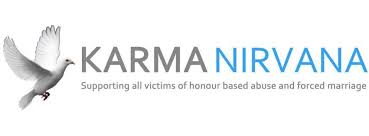 KARMA NIRVANA
Supporting all victims of honour based abuse and forced marriage